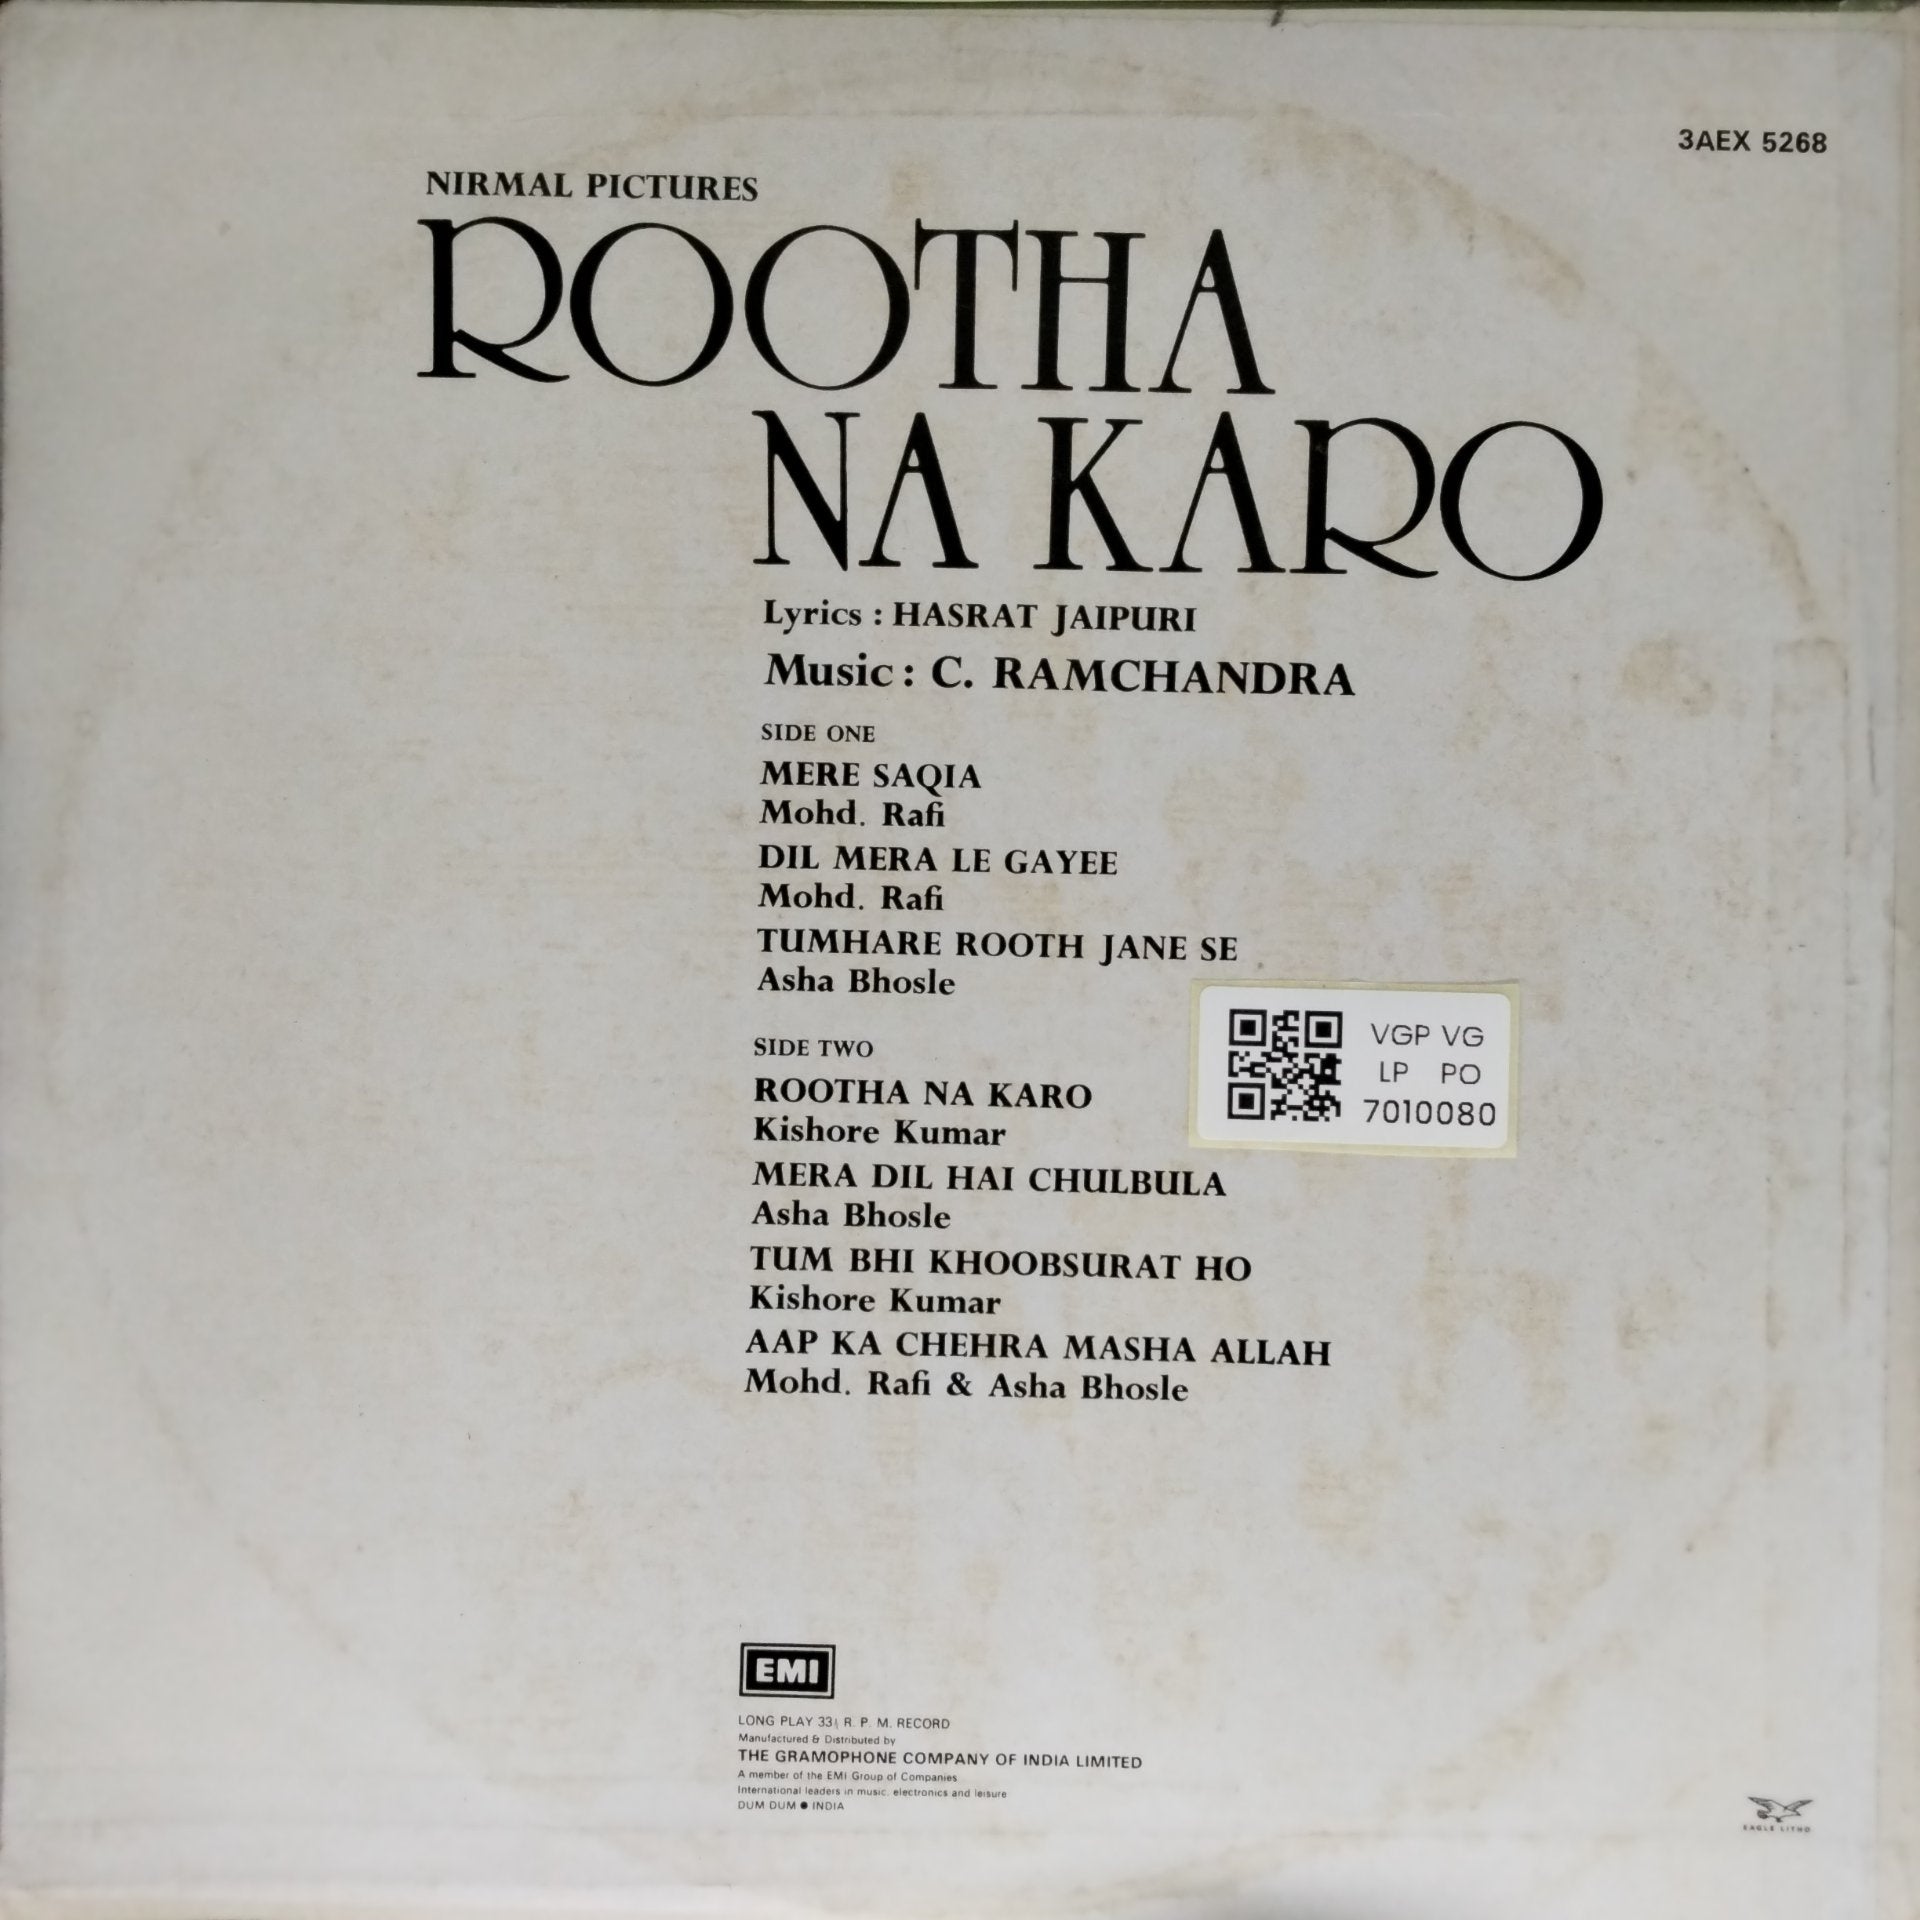 3AEX 5268
NIRMAL PICTURES
ROOTHA
NA KARO
Lyrics : HASRAT JAIPURI
Music : C. RAMCHANDRA
SIDE ONE
MERE SAQIA
Mohd. Rafi
DIL MERA LE GAYEE
Mohd. Rafi
TUMHARE ROOTH JANE SE
Asha Bhosle
SIDE TWO
ROOTHA NA KARO
Kishore Kumar
MERA DIL HAI CHULBULA
Asha Bhosle
TUM BHI KHOOBSURAT HO
Kishore Kumar
AAP KA CHEHRA MASHA ALLAH
Mohd. Rafi & Asha Bhosle
VGP VG
LP PO
7010080
EMI
LONG PLAY 33⅓ R. P. M. RECORD
Manufactured & Distributed by
THE GRAMOPHONE COMPANY OF INDIA LIMITED
A member of the EMI Group of Companies
International leaders in music, electronics and leisure
DUM DUM ● INDIA
EAGLE LITHO